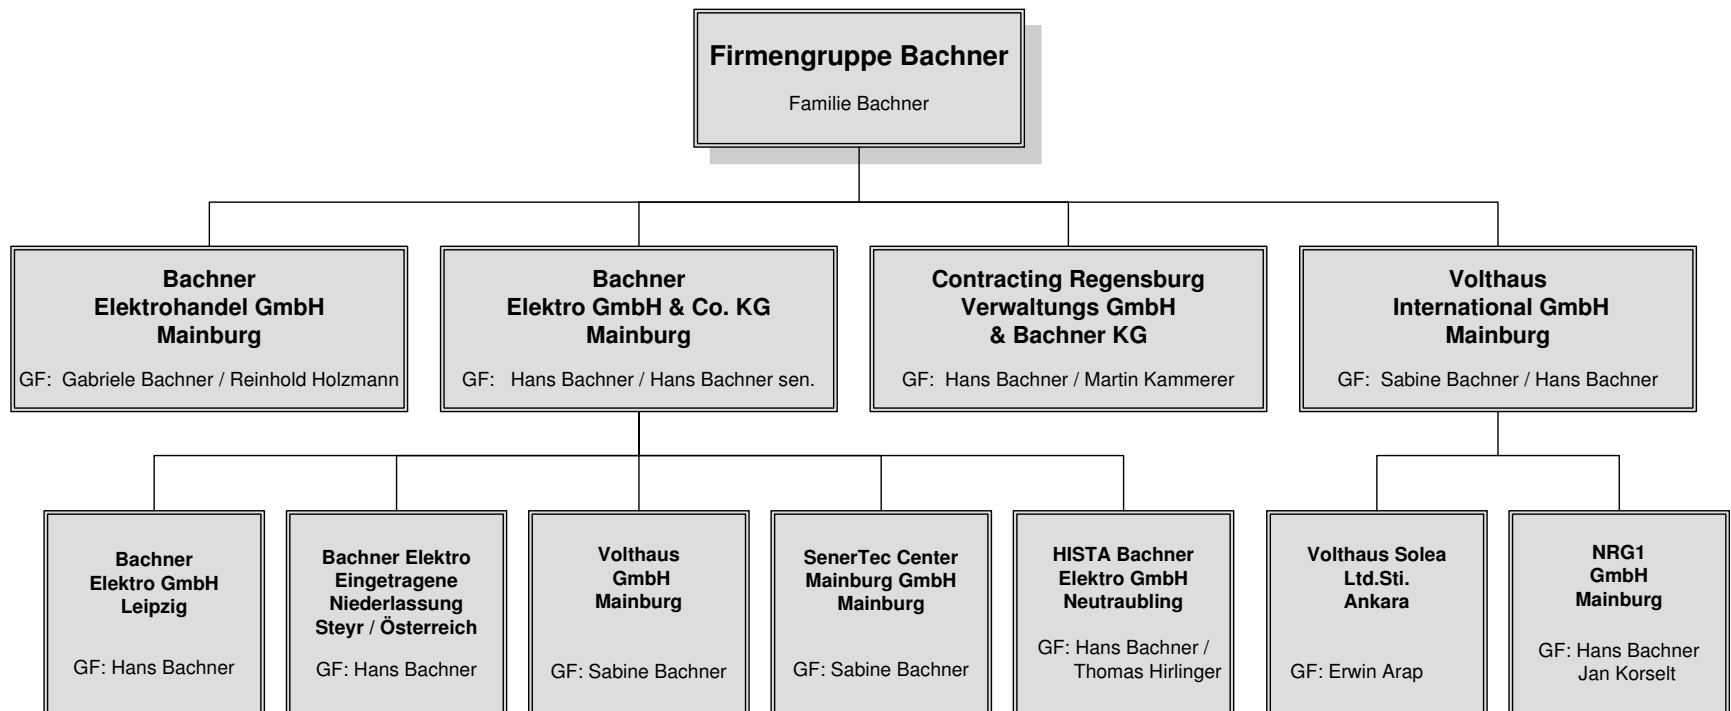 Firmengruppe Bachner
Familie Bachner
Bachner
Elektrohandel GmbH
Mainburg
GF: Gabriele Bachner / Reinhold Holzmann
Bachner
Elektro GmbH & Co. KG
Mainburg
GF: Hans Bachner / Hans Bachner sen.
Contracting Regensburg
Verwaltungs GmbH
& Bachner KG
GF: Hans Bachner / Martin Kammerer
Volthaus
International GmbH
Mainburg
GF: Sabine Bachner / Hans Bachner
Bachner
Elektro GmbH
Leipzig
GF: Hans Bachner
Bachner Elektro
Eingetragene
Niederlassung
Steyr / Österreich
GF: Hans Bachner
Volthaus
GmbH
Mainburg
GF: Sabine Bachner
SenerTec Center
Mainburg GmbH
Mainburg
GF: Sabine Bachner
HISTA Bachner
Elektro GmbH
Neutraubling
GF: Hans Bachner /
Thomas Hirlinger
Volthaus Solea
Ltd.Sti.
Ankara
GF: Erwin Arap
NRG1
GmbH
Mainburg
GF: Hans Bachner
Jan Korselt